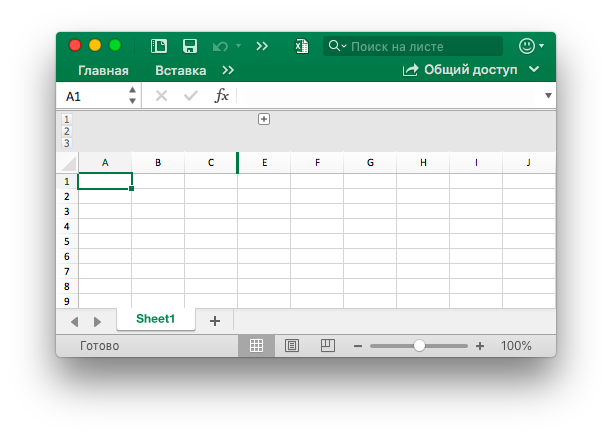 Поиск на листе
Главная Вставка Общий доступ
A1 fx
1
2
3
A B C E F G H I J
1
2
3
4
5
6
7
8
9
Sheet1
Готово 100%